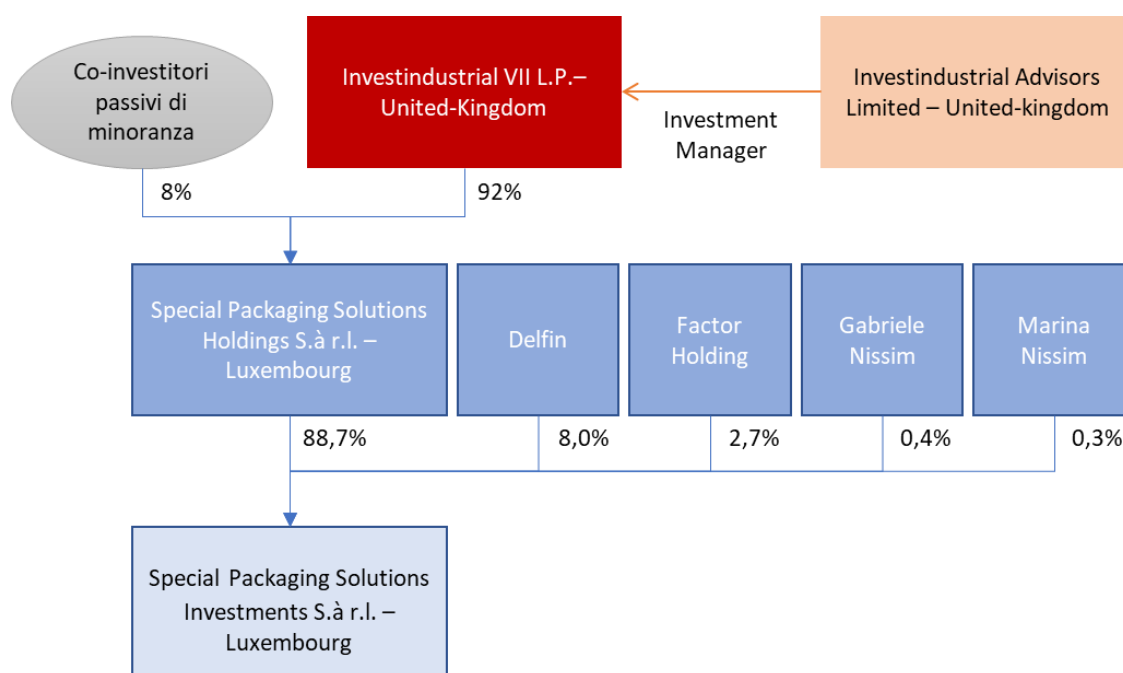 Co-investitori
passivi di
minoranza
Investindustrial VII L.P.–
United-Kingdom
Investment
Manager
Investindustrial Advisors
Limited – United-kingdom
8%
92%
Special Packaging Solutions
Holdings S.à r.l. –
Luxembourg
Delfin
Factor
Holding
Gabriele
Nissim
Marina
Nissim
88,7%
8,0%
2,7%
0,4%
0,3%
Special Packaging Solutions
Investments S.à r.l. –
Luxembourg